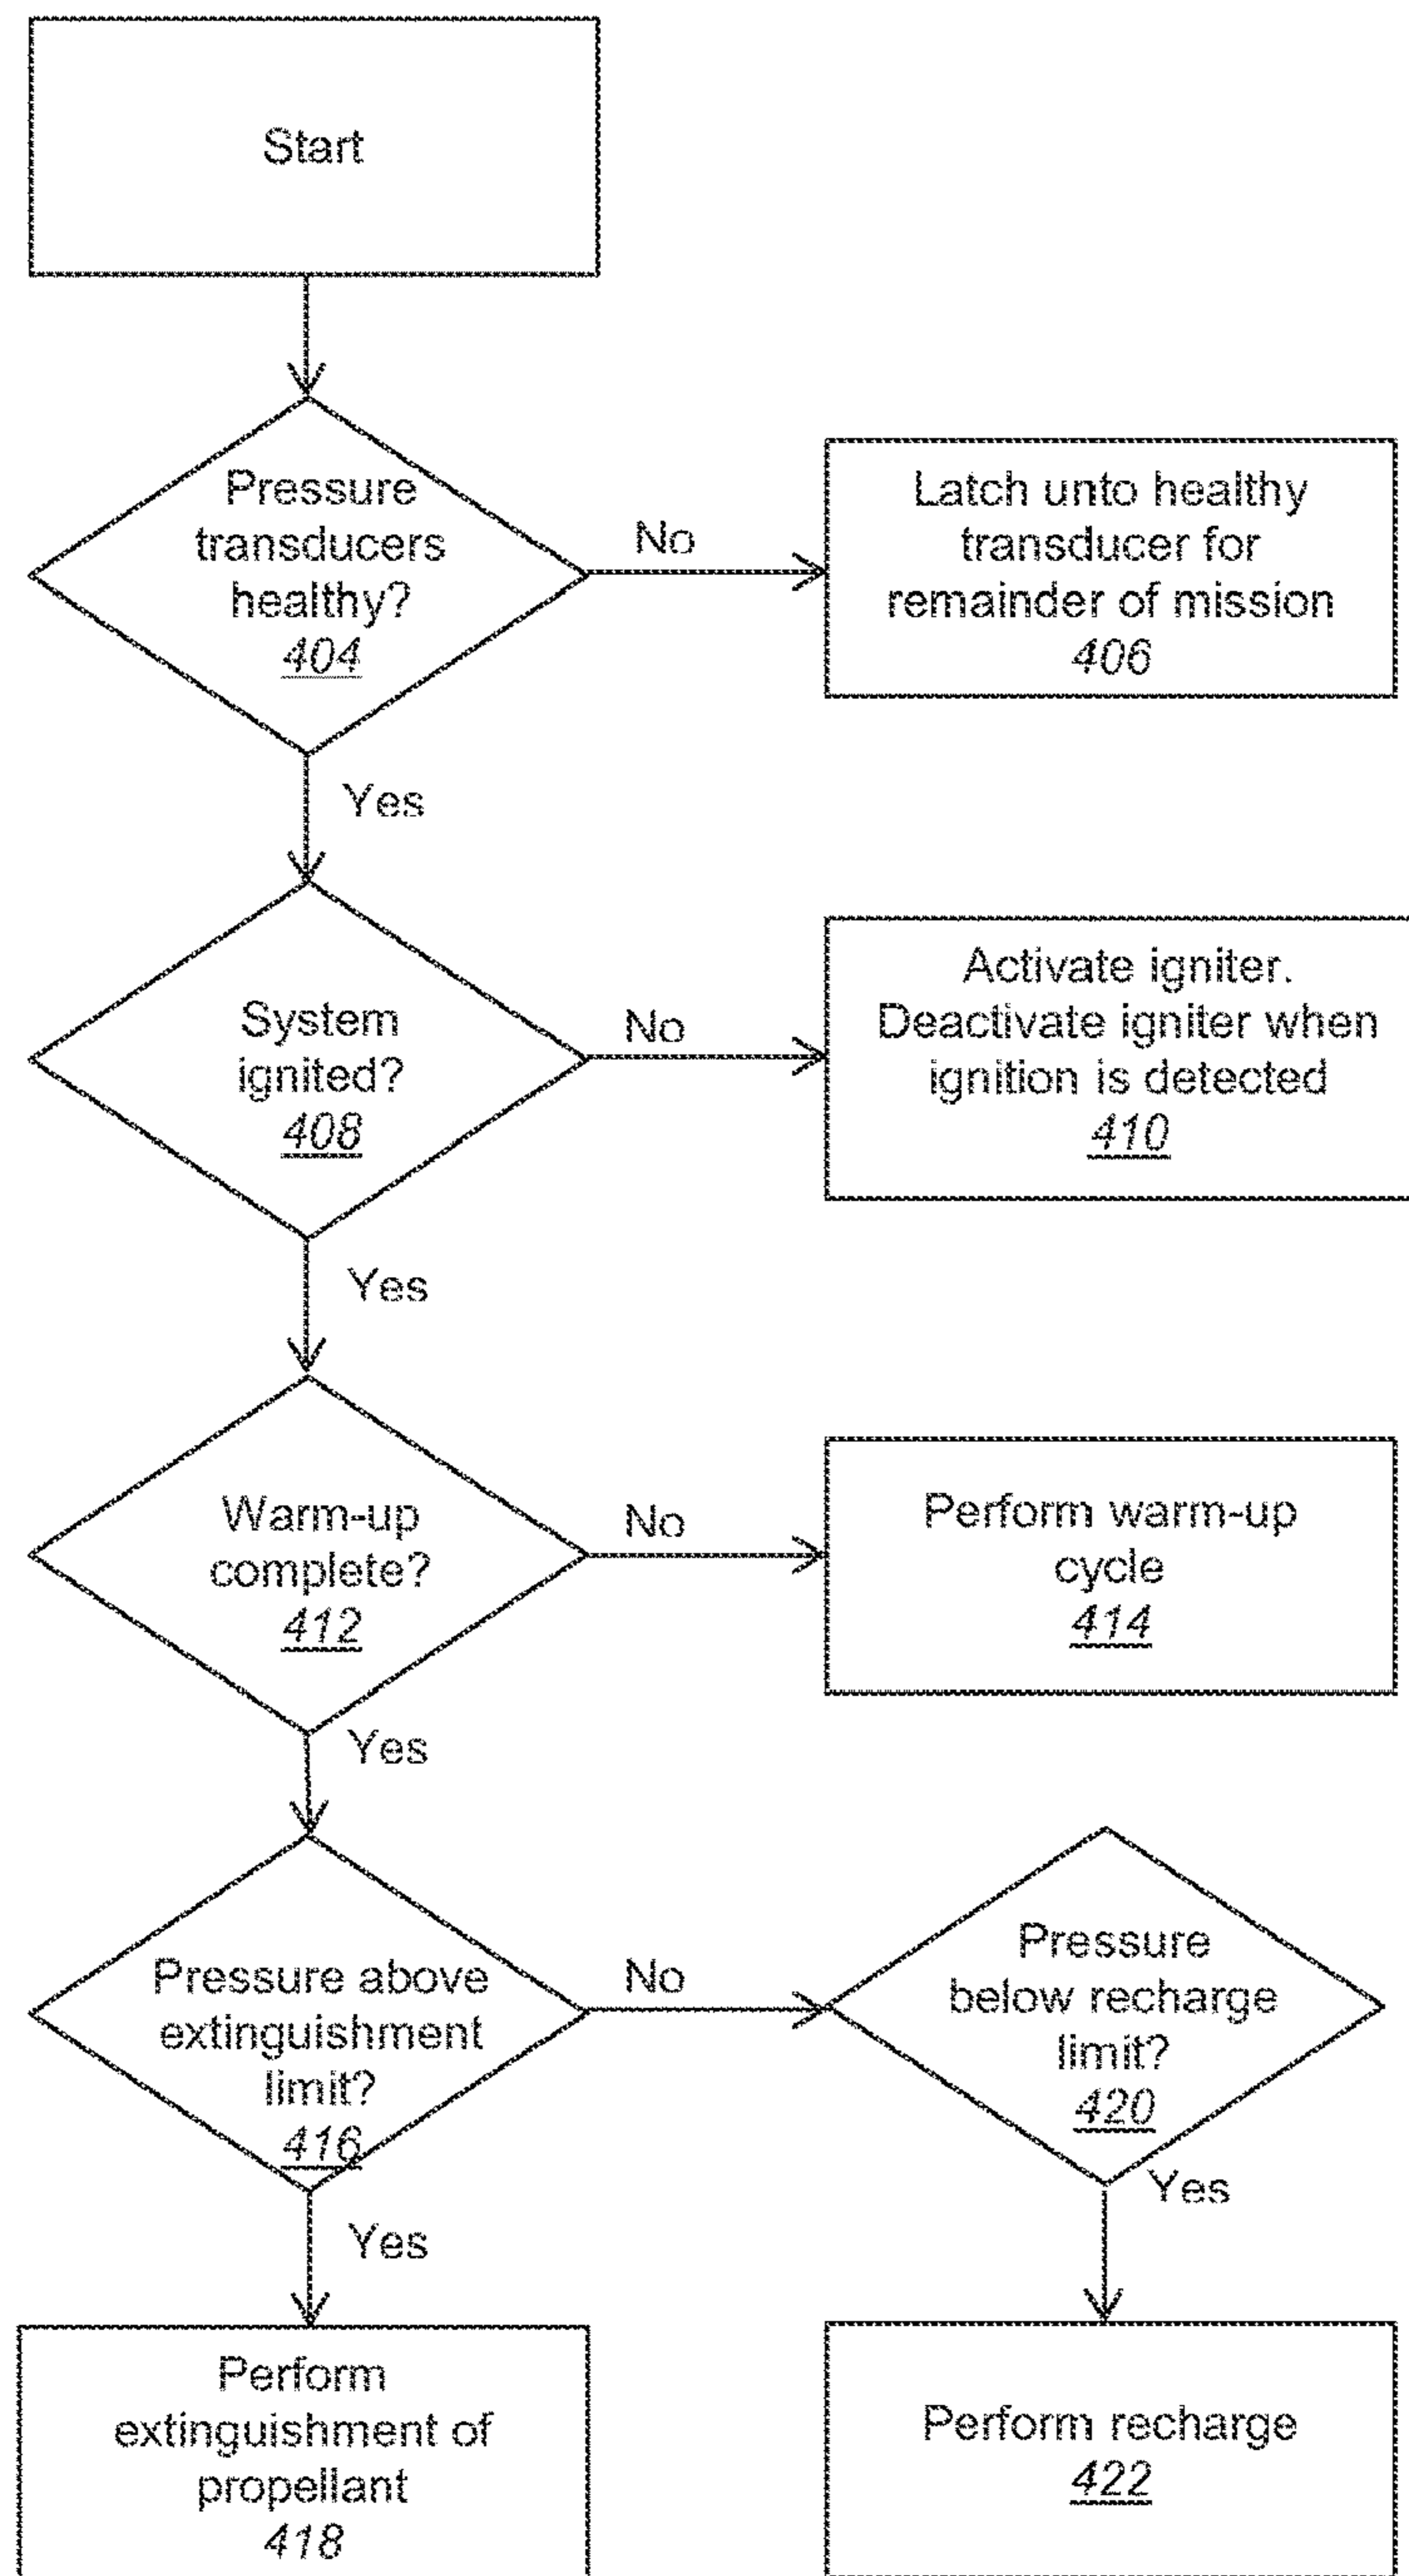 Start
Pressure
transducers
healthy?
404
No
Latch unto healthy
transducer for
remainder of mission
406
Yes
System
ignited?
408
No
Activate igniter.
Deactivate igniter when
ignition is detected
410
Yes
Warm-up
complete?
412
No
Perform warm-up
cycle
414
Yes
Pressure above
extinguishment
limit?
416
No
Pressure
below recharge
limit?
420
Yes
Yes
Perform
extinguishment of
propellant
418
Perform recharge
422